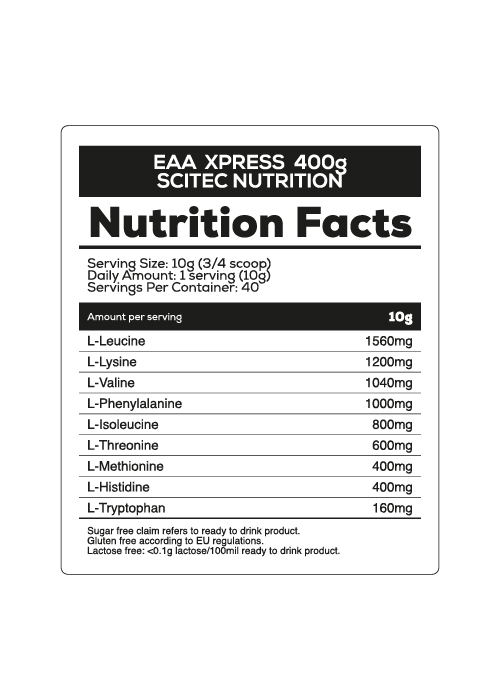 EAA XPRESS 400g
SCITEC NUTRITION
Nutrition Facts
Serving Size: 10g (3/4 scoop)
Daily Amount: 1 serving (10g)
Servings Per Container: 40
Amount per serving 10g
L-Leucine 1560mg
L-Lysine 1200mg
L-Valine 1040mg
L-Phenylalanine 1000mg
L-Isoleucine 800mg
L-Threonine 600mg
L-Methionine 400mg
L-Histidine 400mg
L-Tryptophan 160mg
Sugar free claim refers to ready to drink product.
Gluten free according to EU regulations.
Lactose free: <0.1g lactose/100mil ready to drink product.